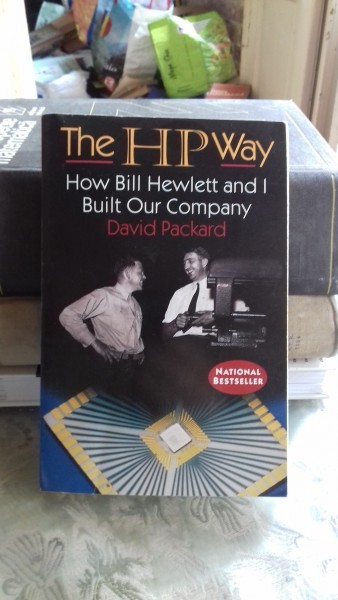 The HP Way
How Bill Hewlett and I
Built Our Company
David Packard
NATIONAL
BESTSELLER